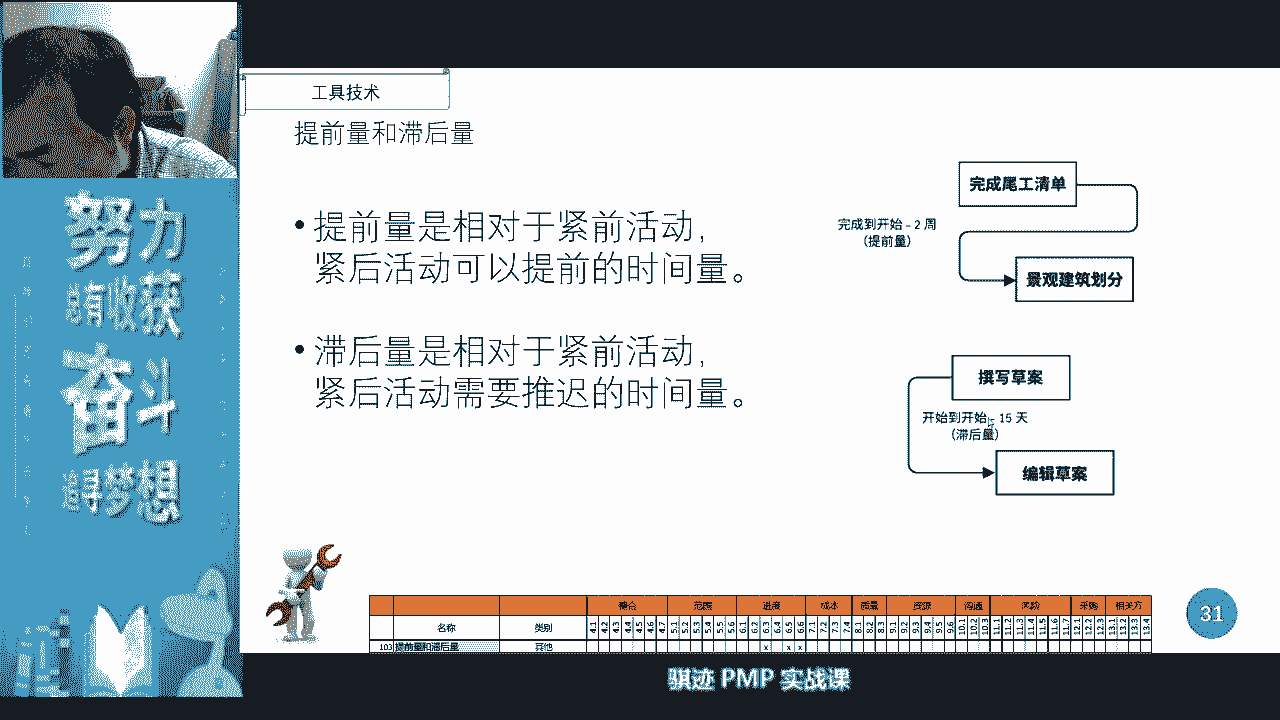 工具技术
提前量和滞后量
• 提前量是相对于紧前活动，
紧后活动可以提前的时间量。
• 滞后量是相对于紧前活动，
紧后活动需要推迟的时间量。
完成尾工清单
完成到开始 – 2 周
（提前量）
景观建筑划分
撰写草案
开始到开始 15 天
（滞后量）
编辑草案
努力
总有收获
奋斗
追寻梦想
整合 范围 进度 成本 质量 资源 沟通 风险 采购 相关方
名称 类别 4.1 4.2 4.3 4.4 4.5 4.6 4.7 5.1 5.2 5.3 5.4 5.5 5.6 6.1 6.2 6.3 6.4 6.5 6.6 7.1 7.2 7.3 7.4 8.1 8.2 8.3 9.1 9.2 9.3 9.4 9.5 9.6 10.1 10.2 10.3 11.1 11.2 11.3 11.4 11.5 11.6 11.7 12.1 12.2 12.3 13.1 13.2 13.3 13.4
103 提前量和滞后量 其他 x x x
31
骐迹 PMP 实战课